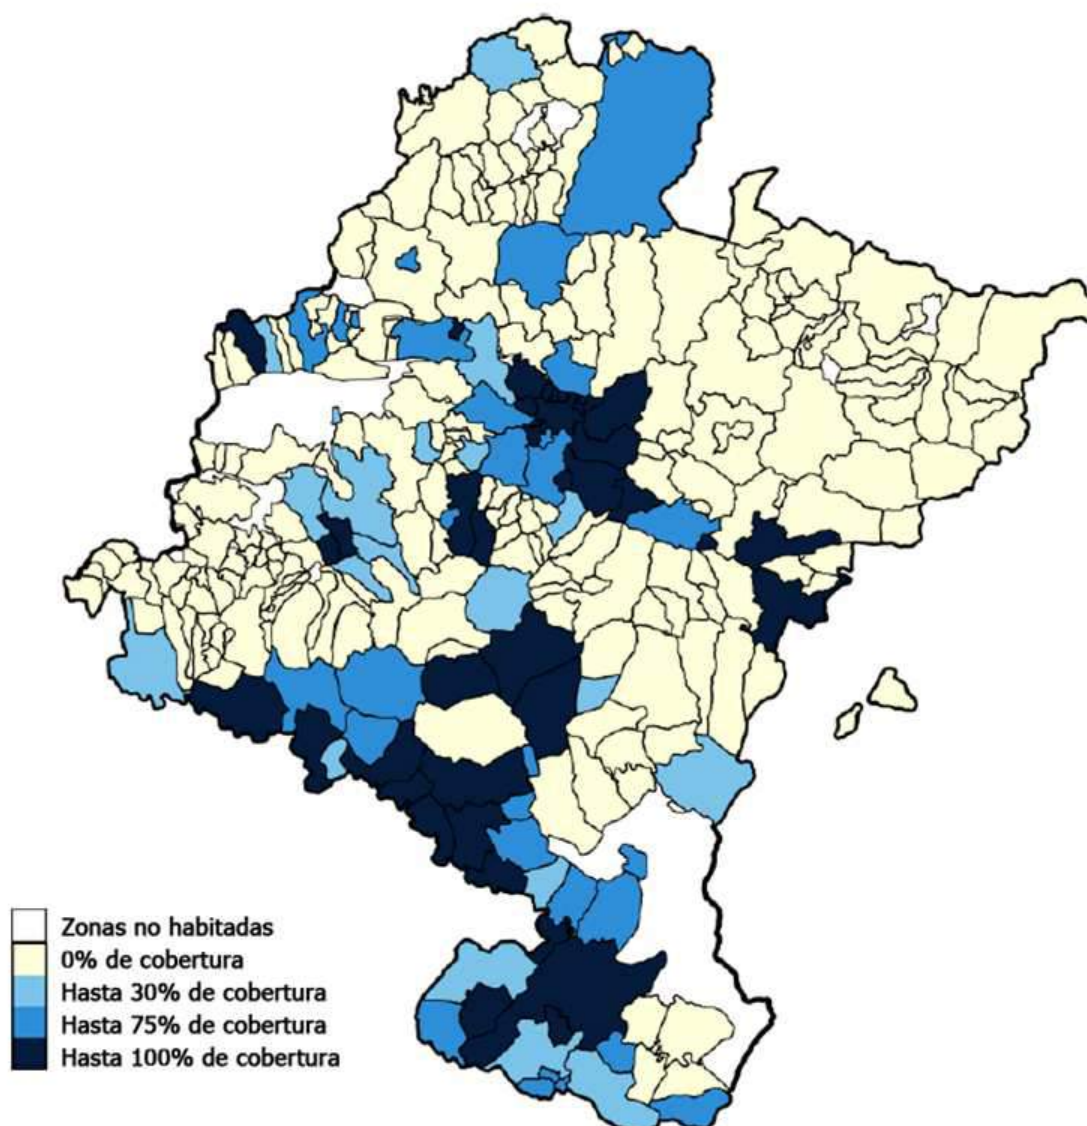 Zonas no habitadas
0% de cobertura
Hasta 30% de cobertura
Hasta 75% de cobertura
Hasta 100% de cobertura